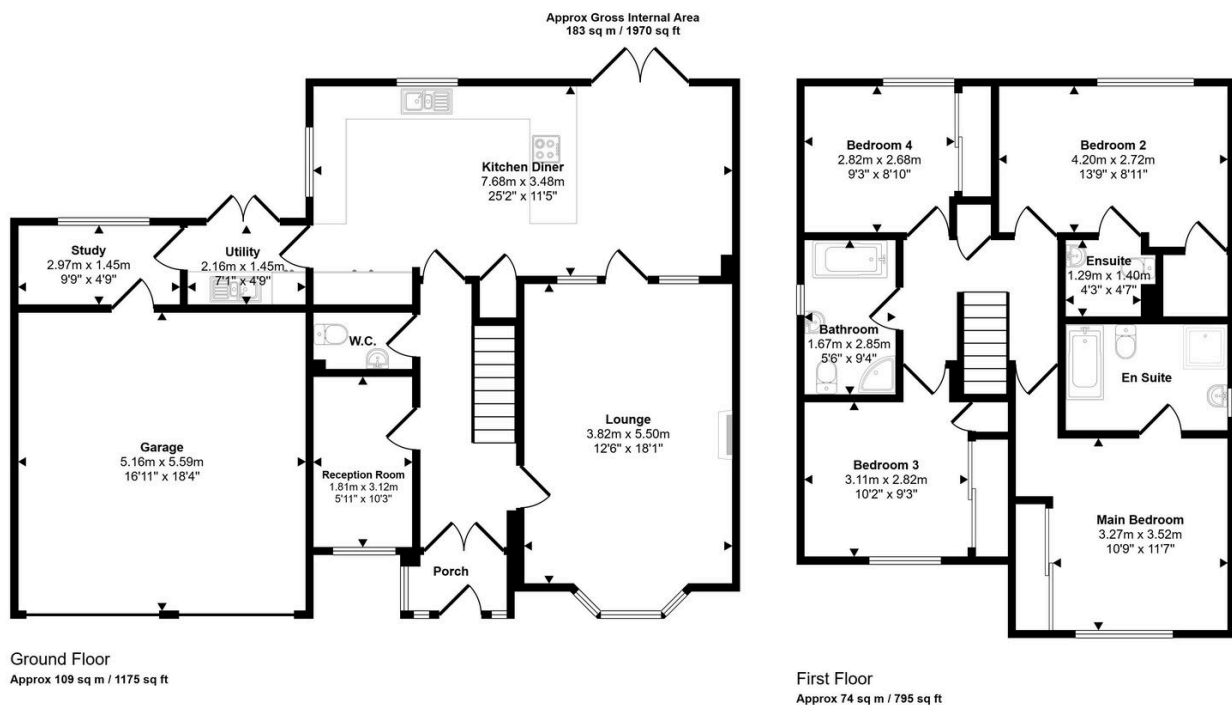 Approx Gross Internal Area
183 sq m / 1970 sq ft
Kitchen Diner
7.68m x 3.48m
25'2" x 11'5"
Study
2.97m x 1.45m
9'9" x 4'9"
Utility
2.16m x 1.45m
7'1" x 4'9"
W.C.
Garage
5.16m x 5.59m
16'11" x 18'4"
Reception Room
1.81m x 3.12m
5'11" x 10'3"
Lounge
3.82m x 5.50m
12'6" x 18'1"
Porch
Ground Floor
Approx 109 sq m / 1175 sq ft
Bedroom 4
2.82m x 2.68m
9'3" x 8'10"
Bedroom 2
4.20m x 2.72m
13'9" x 8'11"
Ensuite
1.29m x 1.40m
4'3" x 4'7"
Bathroom
1.67m x 2.85m
5'6" x 9'4"
En Suite
Bedroom 3
3.11m x 2.82m
10'2" x 9'3"
Main Bedroom
3.27m x 3.52m
10'9" x 11'7"
First Floor
Approx 74 sq m / 795 sq ft